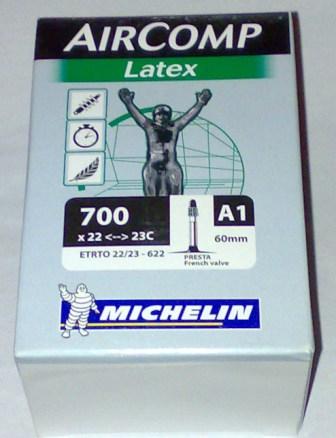 AIRCOMP
Latex
700
x 22 <--> 23C
ETRTO 22/23 - 622
A1
60mm
PRESTA
French valve
MICHELIN